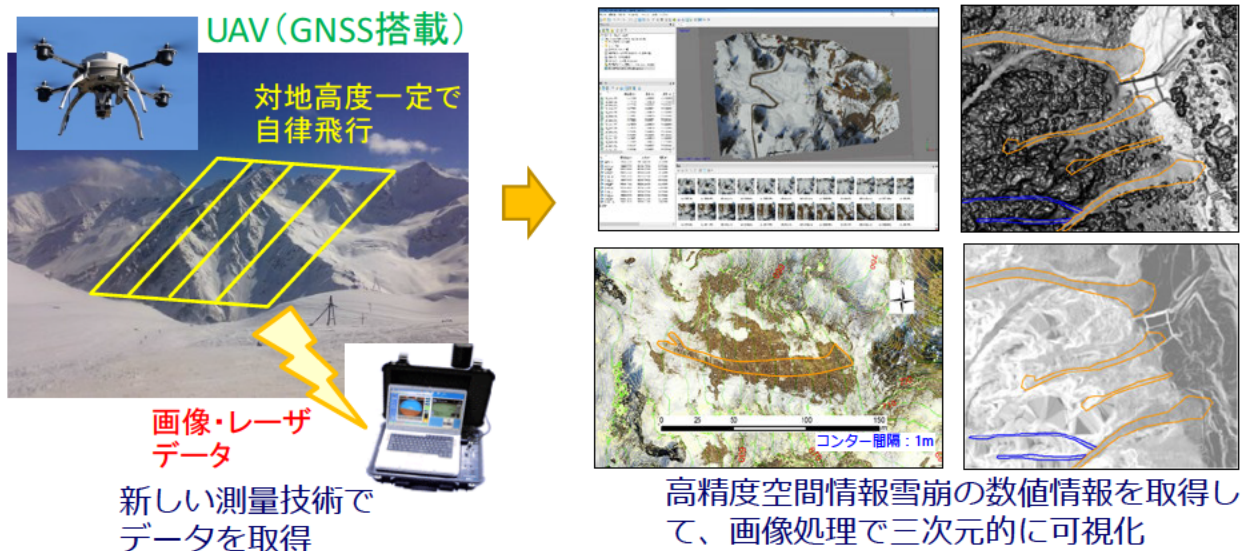 UAV（GNSS搭載）
対地高度一定で
自律飛行
画像・レーザ
データ
新しい測量技術で
データを取得
700
0 25 50 100 150
m
コンター間隔：1m
高精度空間情報雪崩の数値情報を取得し
て、画像処理で三次元的に可視化